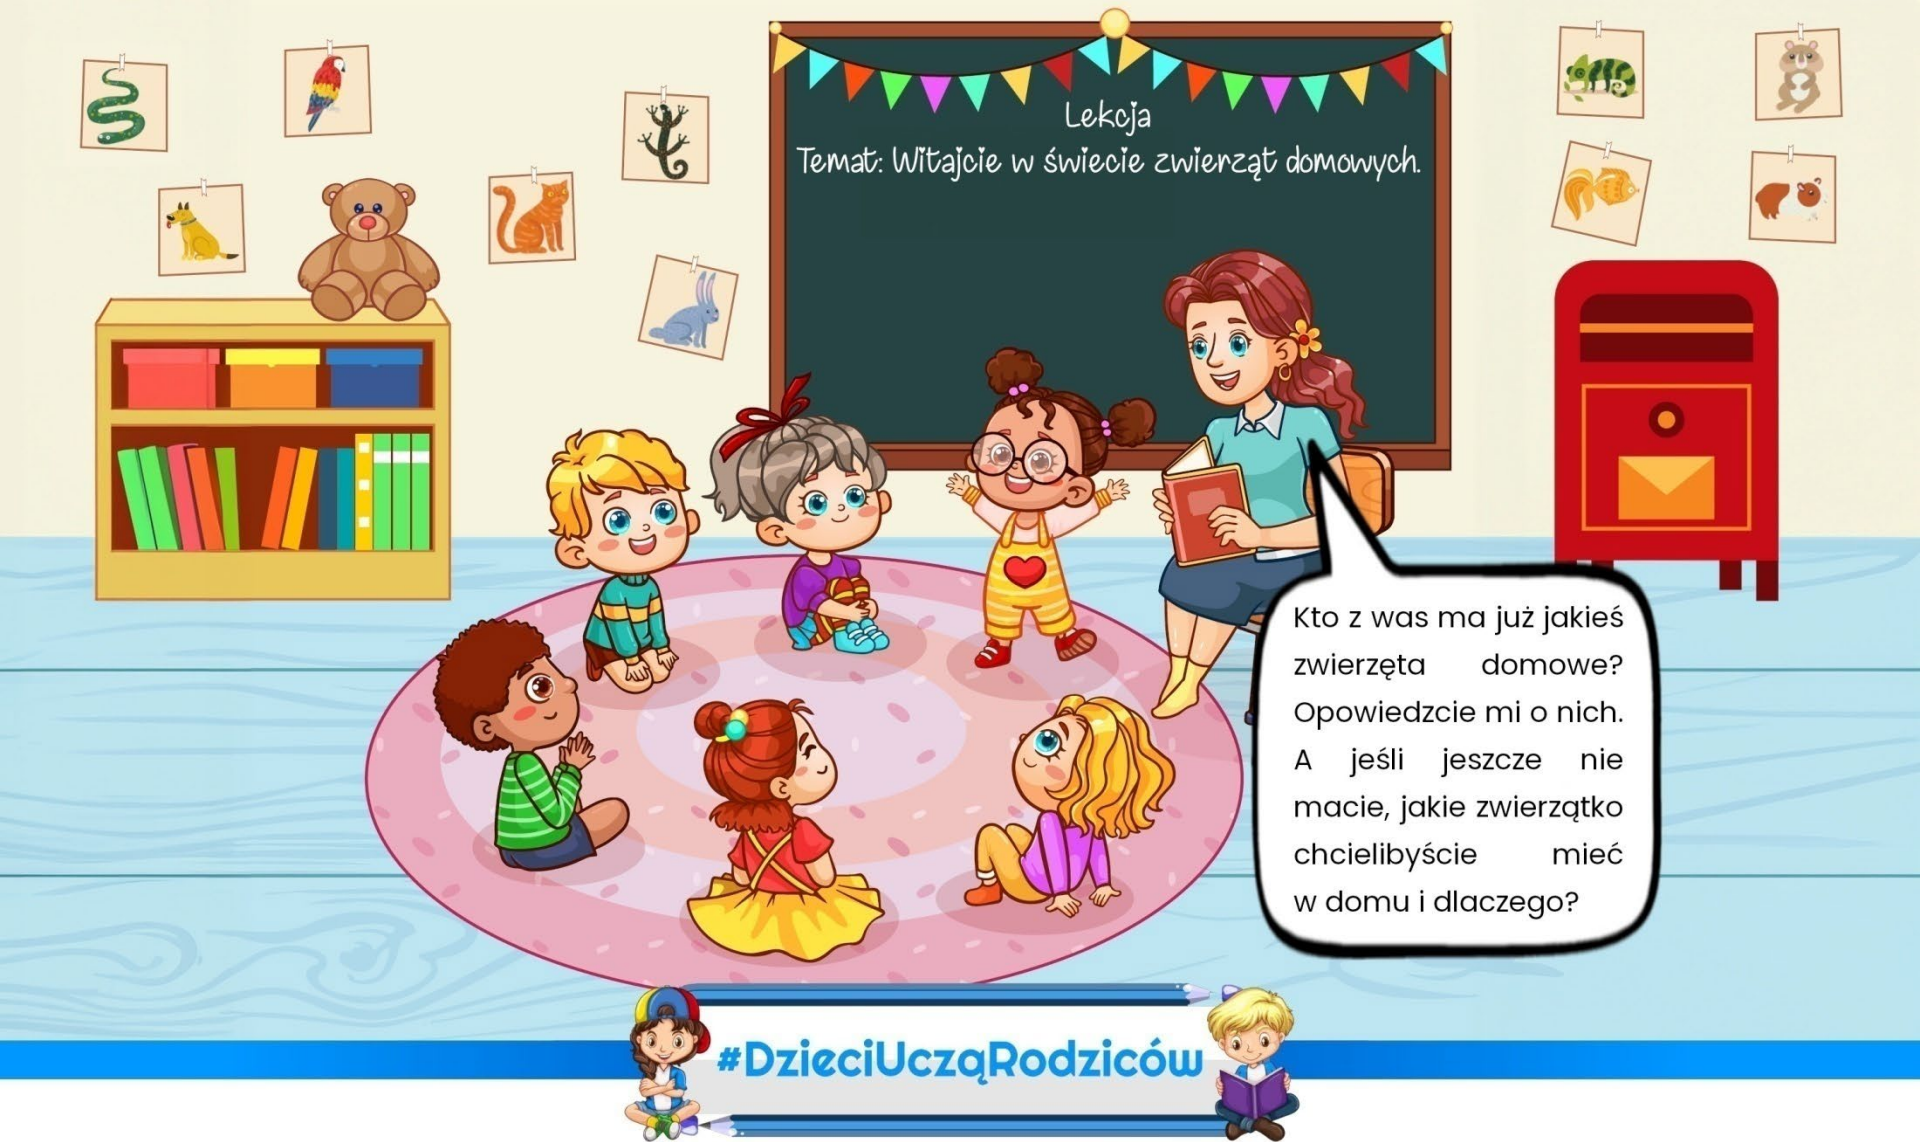 Lekcja
Temat: Witajcie w świecie zwierząt domowych.
Kto z was ma już jakieś
zwierzęta domowe?
Opowiedzcie mi o nich.
A jeśli jeszcze nie
macie, jakie zwierzątko
chcielibyście mieć
w domu i dlaczego?
#DzieciUcząRodziców